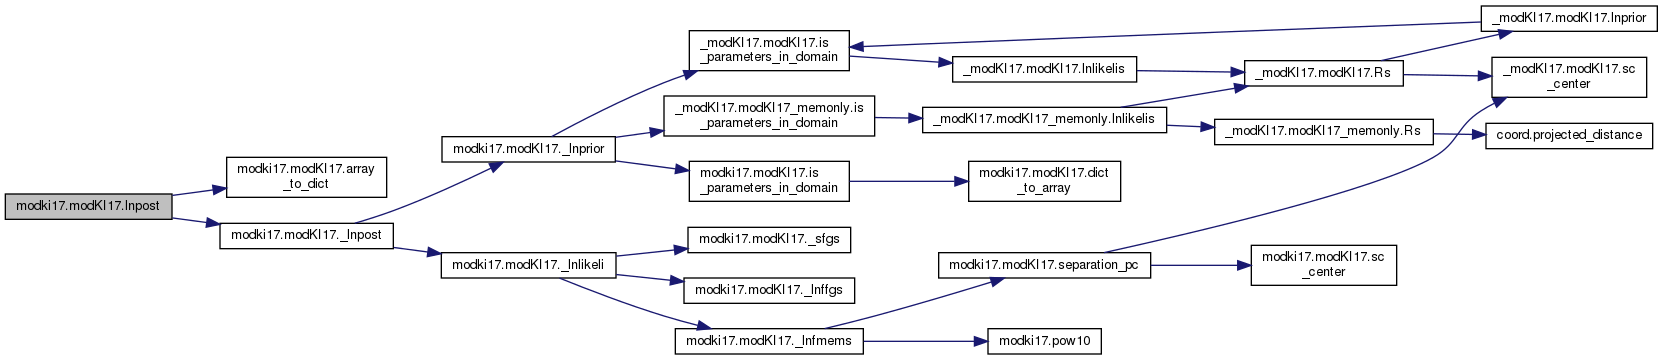 modki17.modKI17.lnpost
modki17.modKI17.array
_to_dict
modki17.modKI17._lnpost
modki17.modKI17._lnprior
modki17.modKI17._lnlikeli
_modKI17.modKI17.is
_parameters_in_domain
_modKI17.modKI17_memonly.is
_parameters_in_domain
modki17.modKI17.is
_parameters_in_domain
modki17.modKI17._sfgs
modki17.modKI17._lnffgs
modki17.modKI17._lnfmems
_modKI17.modKI17.lnlikelis
_modKI17.modKI17_memonly.lnlikelis
modki17.modKI17.dict
_to_array
modki17.modKI17.separation_pc
modki17.pow10
_modKI17.modKI17.Rs
_modKI17.modKI17_memonly.Rs
modki17.modKI17.sc
_center
_modKI17.modKI17.lnprior
_modKI17.modKI17.sc
_center
coord.projected_distance